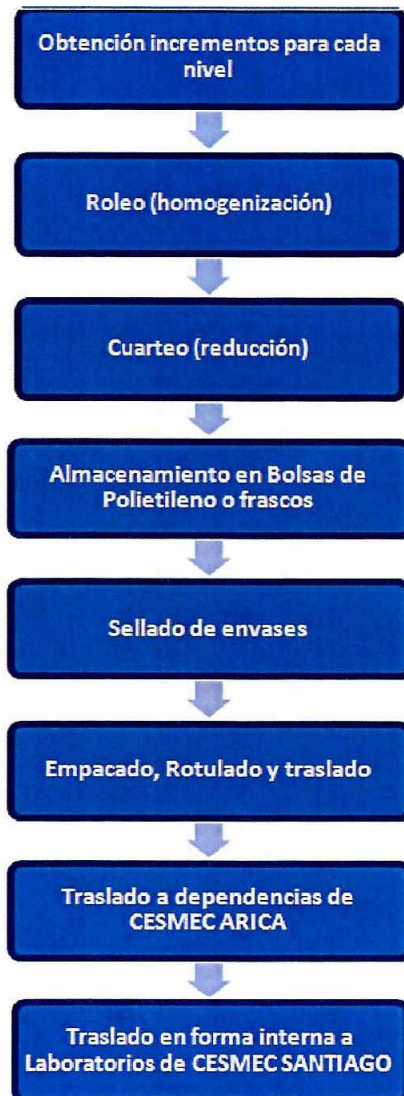 Obtención incrementos para cada
nivel
Roleo (homogenización)
Cuarteo (reducción)
Almacenamiento en Bolsas de
Polietileno o frascos
Sellado de envases
Empacado, Rotulado y traslado
Traslado a dependencias de
CESMEC ARICA
Traslado en forma interna a
Laboratorios de CESMEC SANTIAGO